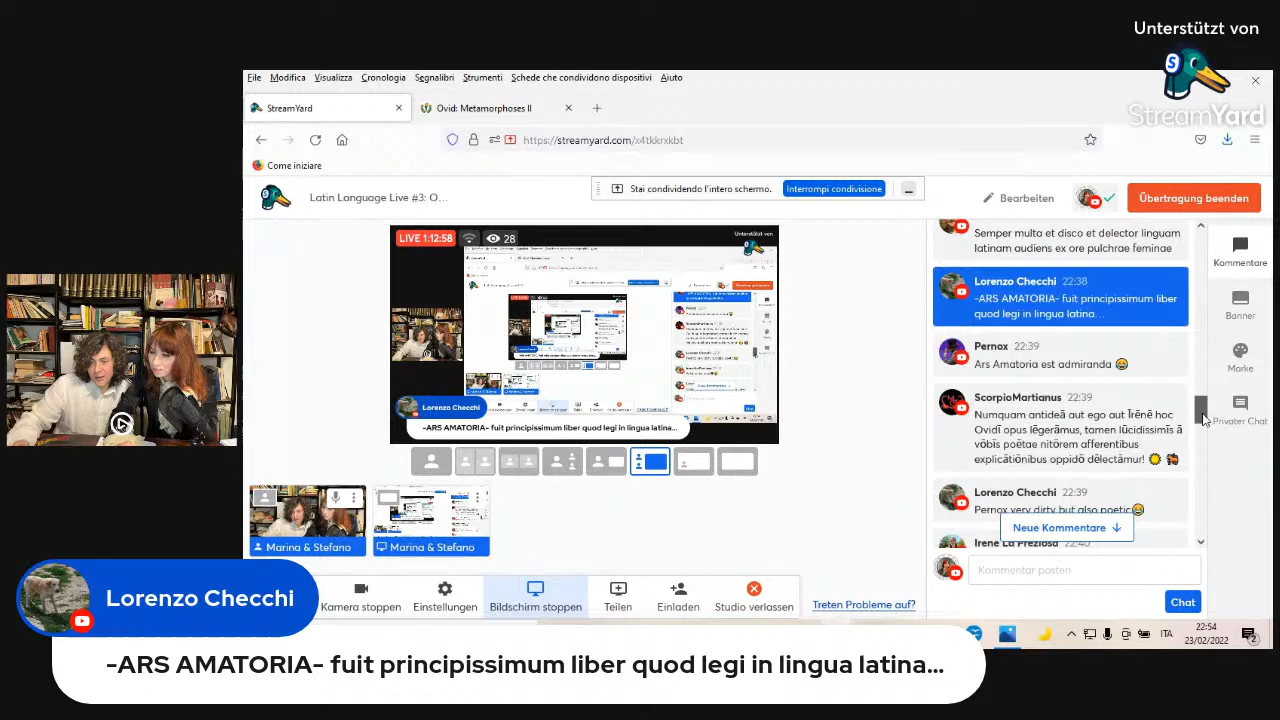 Unterstützt von
StreamYard
File Modifica Visualizza Cronologia Segnalibri Strumenti Schede che condividono dispositivi Aiuto
StreamYard
Ovid: Metamorphoses II
https://streamyard.com/x4tkkrxkbt
Come iniziare
Latin Language Live #3: O...
Stai condividendo l'intero schermo.
Interrompi condivisione
Bearbeiten
Übertragung beenden
LIVE 1:12:58
28
Unterstützt von
Lorenzo Checchi
-ARS AMATORIA- fuit principissimum liber quod legi in lingua latina...
Marina & Stefano
Marina & Stefano
Kamera stoppen
Einstellungen
Bildschirm stoppen
Teilen
Einladen
Studio verlassen
Treten Probleme auf?
Semper multa et disco et delector linguam
latinam audiens ex ore pulchrae feminae
Lorenzo Checchi 22:38
-ARS AMATORIA- fuit principissimum liber
quod legi in lingua latina...
Pernox 22:39
Ars Amatoria est admiranda 😅
ScorpioMartianus 22:39
Numquam antideā aut ego aut Īrēnē hoc
Ovidī opus lēgerāmus, tamen lūcidissimīs ā
vōbīs poētae nitōrem afferentibus
explicātiōnibus oppidō dēlectāmur!
Lorenzo Checchi 22:39
Pernox very dirty but also poetic😅
Neue Kommentare ↓
Irene La Preziosa 22:40
Kommentar posten
Chat
Kommentare
Banner
Marke
Privater Chat
ITA
22:54
23/02/2022
2
Lorenzo Checchi
-ARS AMATORIA- fuit principissimum liber quod legi in lingua latina...